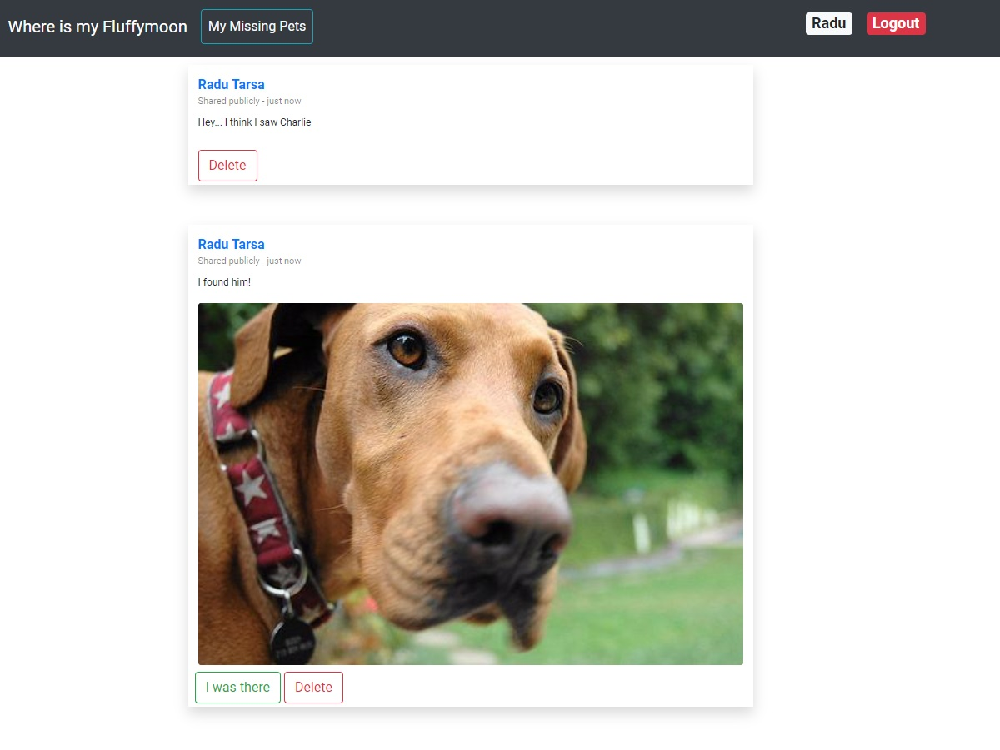 Where is my Fluffymoon My Missing Pets Radu Logout
Radu Tarsa
Shared publicly - just now
Hey... I think I saw Charlie
Delete
Radu Tarsa
Shared publicly - just now
I found him!
I was there Delete